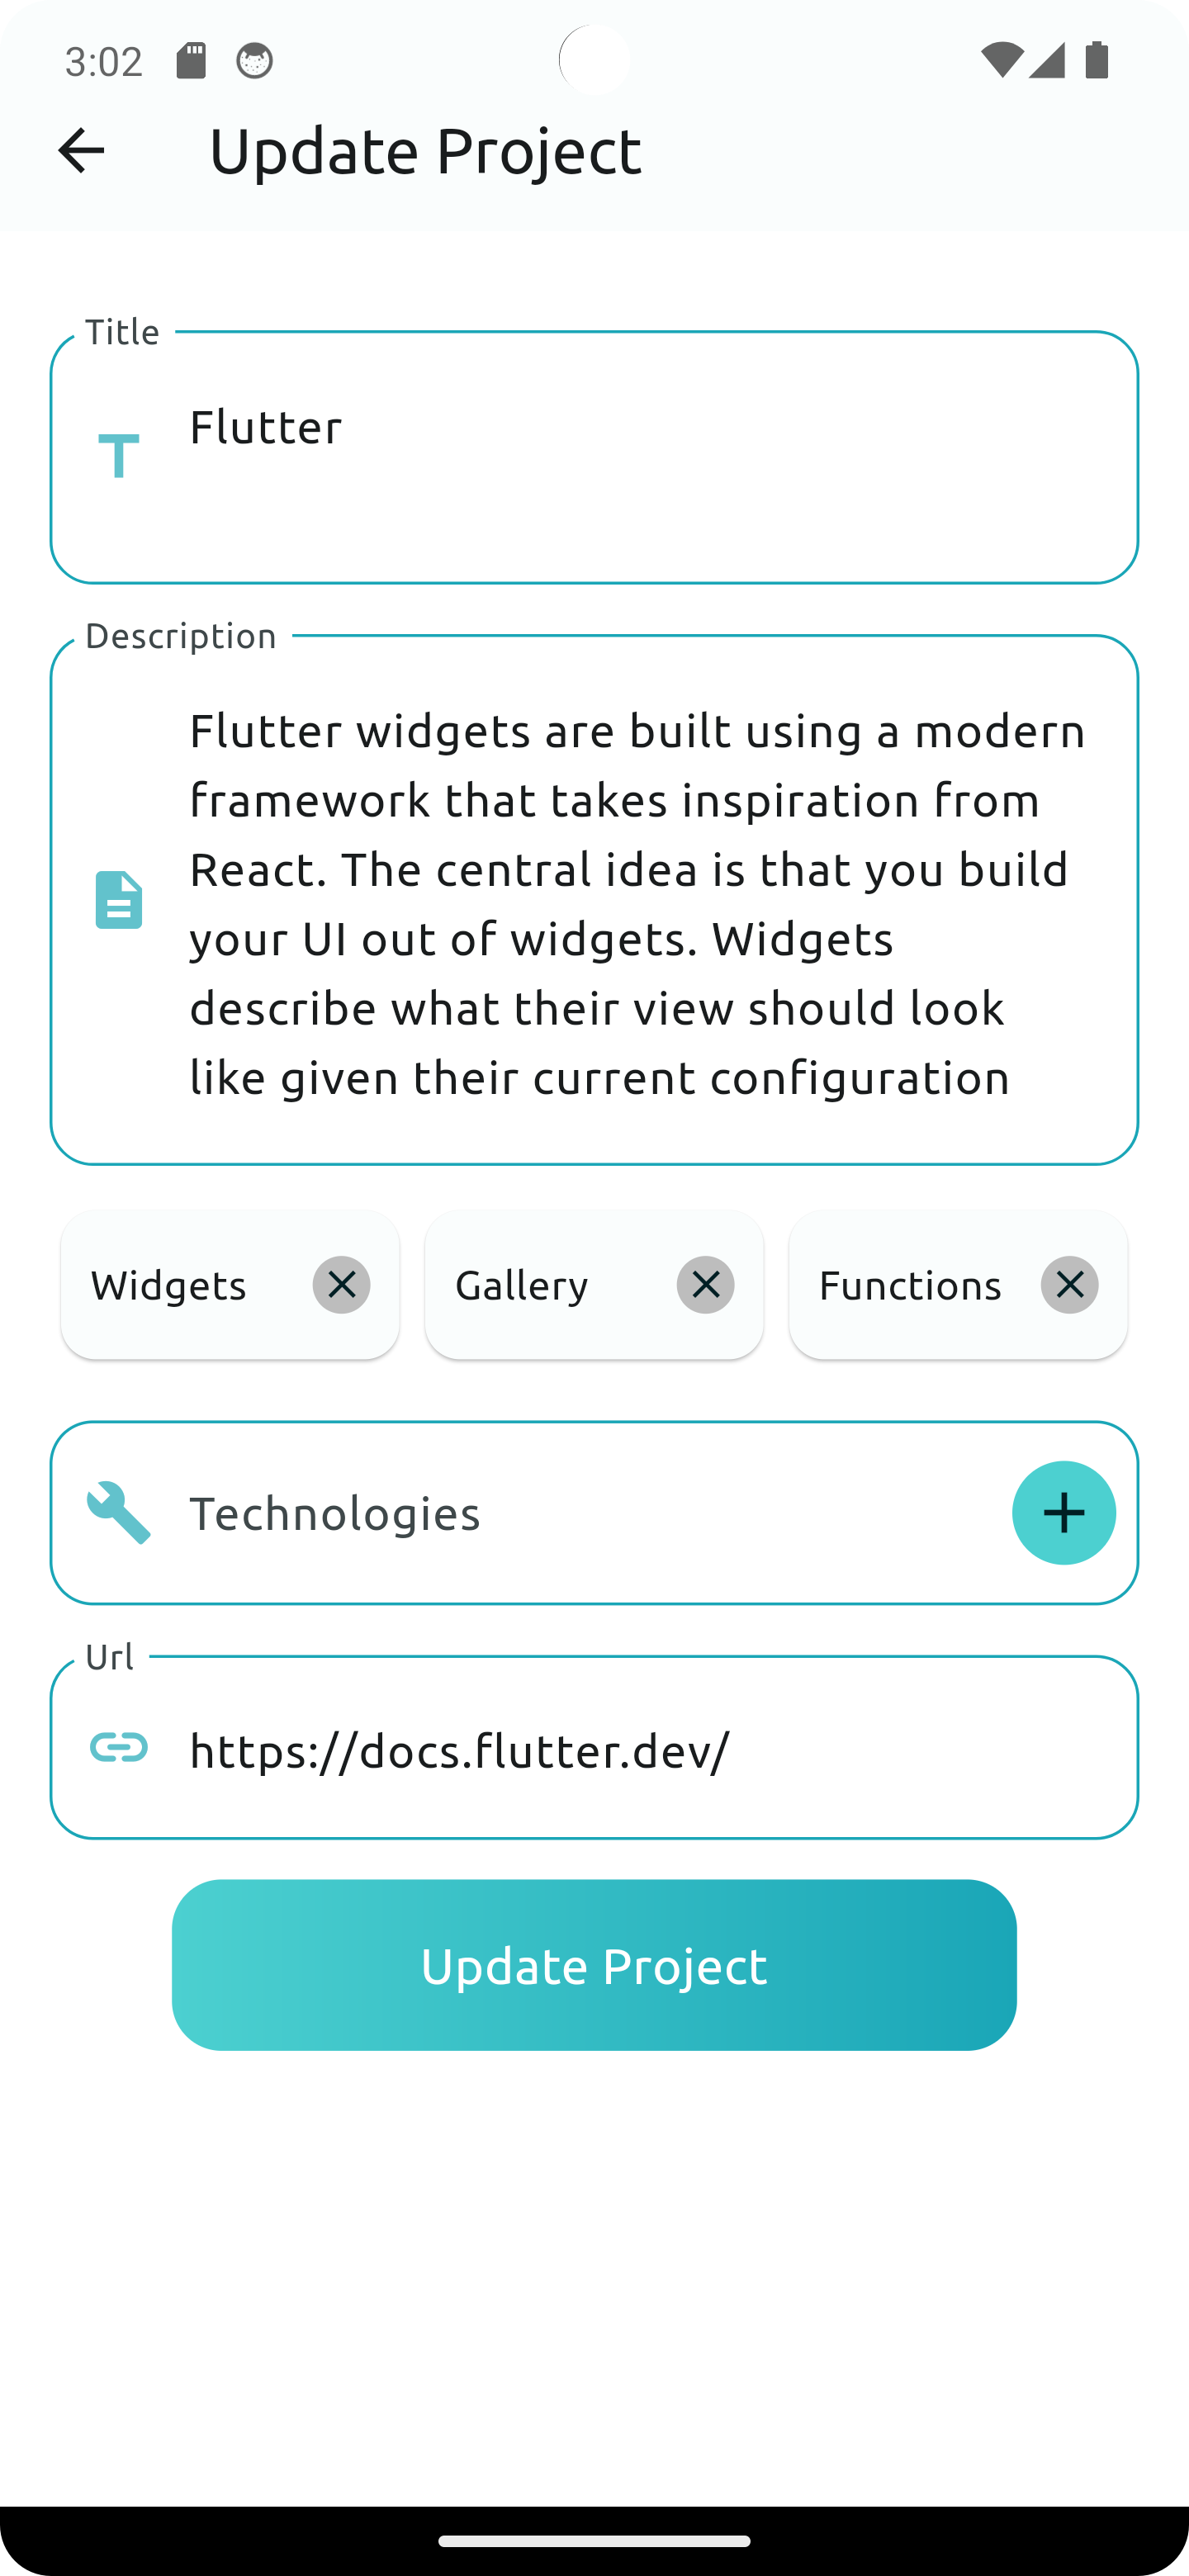 3:02
Update Project
Title
Flutter
Description
Flutter widgets are built using a modern
framework that takes inspiration from
React. The central idea is that you build
your UI out of widgets. Widgets
describe what their view should look
like given their current configuration
Widgets Gallery Functions
Technologies
Url
https://docs.flutter.dev/
Update Project